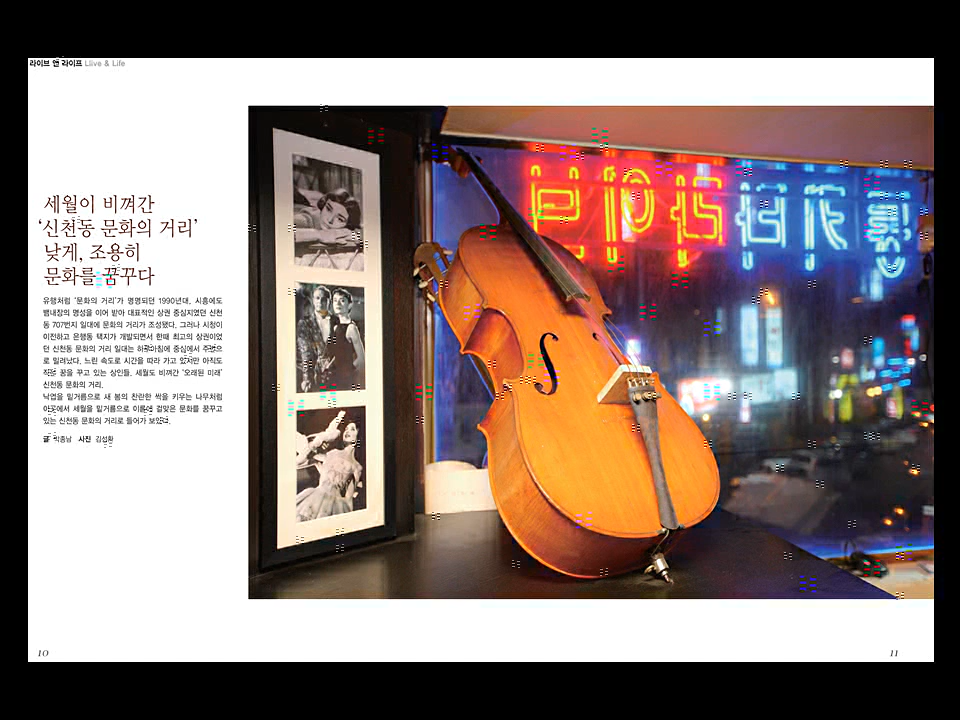 라이브 앤 라이프 Live & Life
세월이 비껴간
‘신천동 문화의 거리’
낮게, 조용히
문화를 꿈꾸다
유행처럼 '문화의 거리'가 명명되던 1990년대, 시흥에도
뱀내장의 명성을 이어 받아 대표적인 상권 중심지였던 신천
동 707번지 일대에 문화의 거리가 조성됐다. 그러나 시청이
이전하고 은행동 택지가 개발되면서 한때 최고의 상권이었
던 신천동 문화의 거리 일대는 하루아침에 중심에서 주변으
로 밀려났다. 느린 속도로 시간을 따라 가고 있지만 아직도
직접 꿈을 꾸고 있는 상인들. 세월도 비껴간 '오래된 미래'
신천동 문화의 거리.
낙엽을 밑거름으로 새 봄의 찬란한 싹을 키우는 나무처럼
이곳에서 세월을 밑거름으로 이름에 걸맞은 문화를 꿈꾸고
있는 신천동 문화의 거리로 들어가 보았다.
글 박종남 사진 김성환
10
11